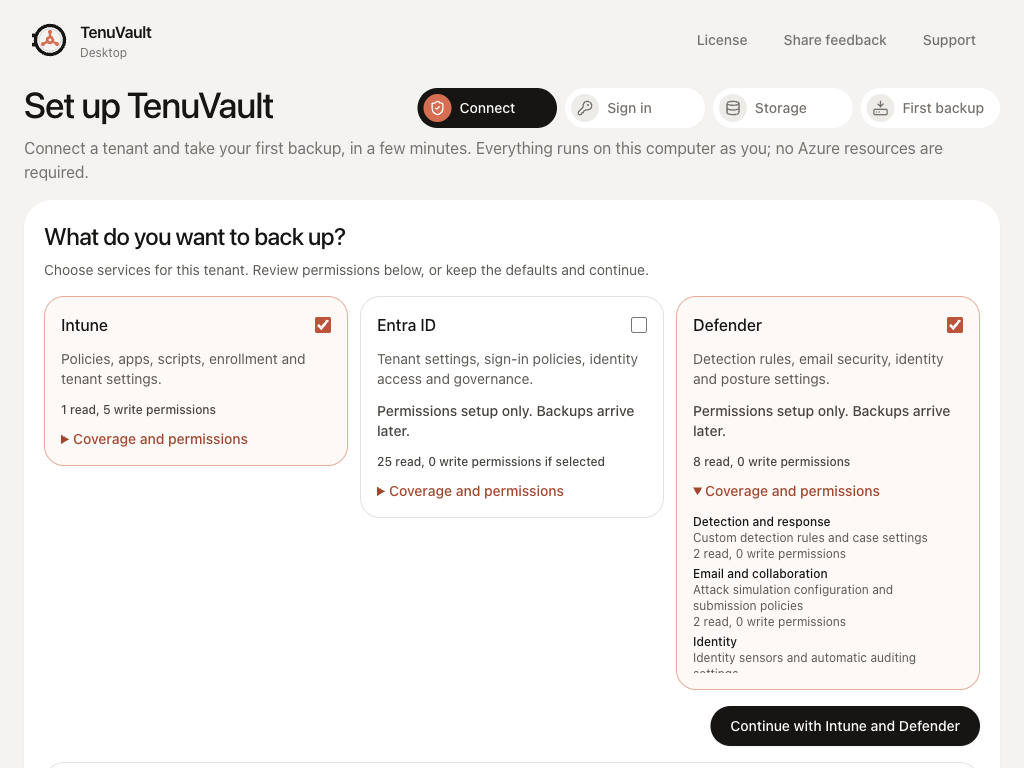 TenuVault
Desktop
License
Share feedback
Support
Set up TenuVault
Connect
Sign in
Storage
First backup
Connect a tenant and take your first backup, in a few minutes. Everything runs on this computer as you; no Azure resources are
required.
What do you want to back up?
Choose services for this tenant. Review permissions below, or keep the defaults and continue.
Intune
Policies, apps, scripts, enrollment and
tenant settings.
1 read, 5 write permissions
Coverage and permissions
Entra ID
Tenant settings, sign-in policies, identity
access and governance.
Permissions setup only. Backups arrive
later.
25 read, 0 write permissions if selected
Coverage and permissions
Defender
Detection rules, email security, identity
and posture settings.
Permissions setup only. Backups arrive
later.
8 read, 0 write permissions
Coverage and permissions
Detection and response
Custom detection rules and case settings
2 read, 0 write permissions
Email and collaboration
Attack simulation configuration and
submission policies
2 read, 0 write permissions
Identity
Identity sensors and automatic auditing
settings
Continue with Intune and Defender